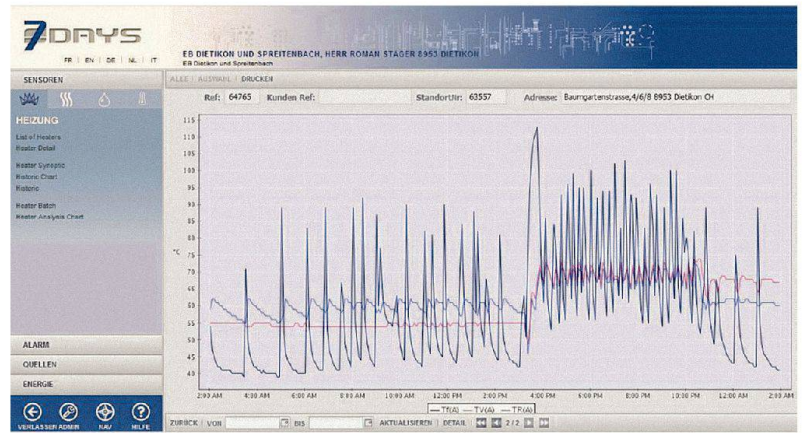 7DAYS
FR | EN | DE | NL | IT
EB DIETIKON UND SPREITENBACH, HERR ROMAN STAGER 8953 DIETIKON
EB Dietikon und Spreitenbach
SENSOREN
ALLE | AUSWAHL | DRUCKEN
Ref: 64765 Kunden Ref: StandortNr: 63557 Adresse: Baumgartenstrasse,4/6/8 8953 Dietikon CH
HEIZUNG
List of Heaters
Heater Detail
Heater Synoptic
Historic Chart
Historic
Heater Batch
Heater Analysis Chart
ALARM
QUELLEN
ENERGIE
VERLASSEN ADMIN NAV HILFE
115
110
105
100
95
90
85
80
75
70
65
60
55
50
45
40
°C
2:00 AM 4:00 AM 6:00 AM 8:00 AM 10:00 AM 12:00 PM 2:00 PM 4:00 PM 6:00 PM 8:00 PM 10:00 PM 12:00 AM 2:00 AM
Tf(A) TV(A) TR(A)
ZURÜCK | VON BIS AKTUALISIEREN | DETAIL 2/2